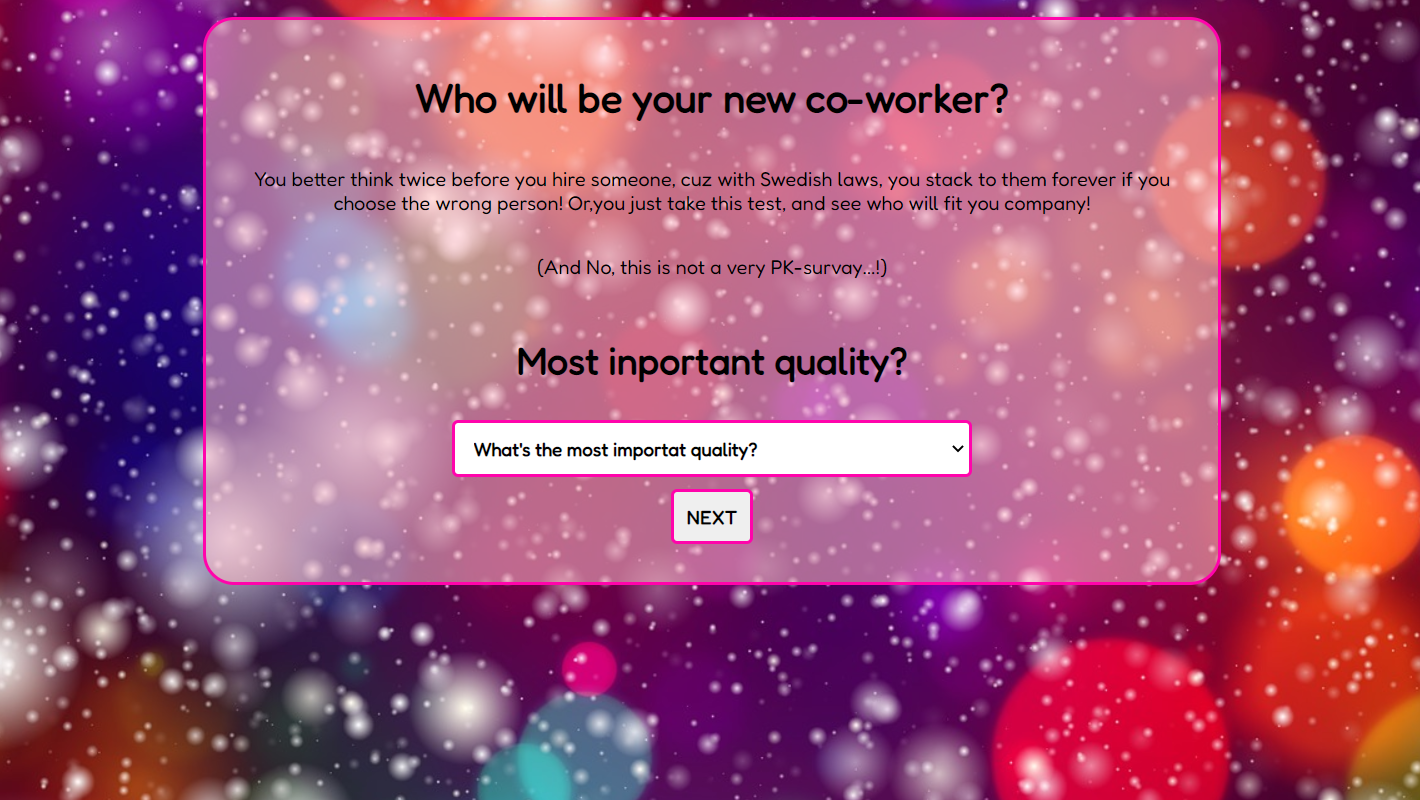 Who will be your new co-worker?
You better think twice before you hire someone, cuz with Swedish laws, you stack to them forever if you
choose the wrong person! Or,you just take this test, and see who will fit you company!
(And No, this is not a very PK-survay...!)
Most inportant quality?
What's the most importat quality?
NEXT